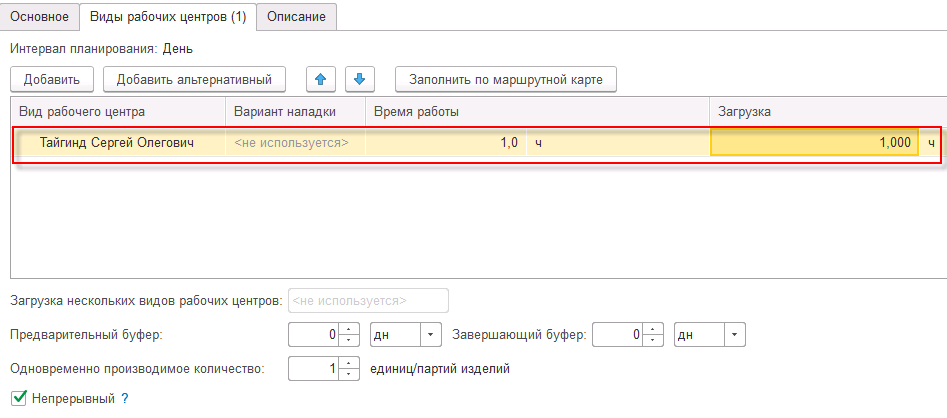 Основное Виды рабочих центров (1) Описание
Интервал планирования: День
Добавить Добавить альтернативный Заполнить по маршрутной карте
Вид рабочего центра Вариант наладки Время работы Загрузка
Тайгинд Сергей Олегович <не используется> 1,0 ч 1,000 ч
Загрузка нескольких видов рабочих центров: <не используется>
Предварительный буфер: 0 дн Завершающий буфер: 0 дн
Одновременно производимое количество: 1 единиц/партий изделий
Непрерывный ?